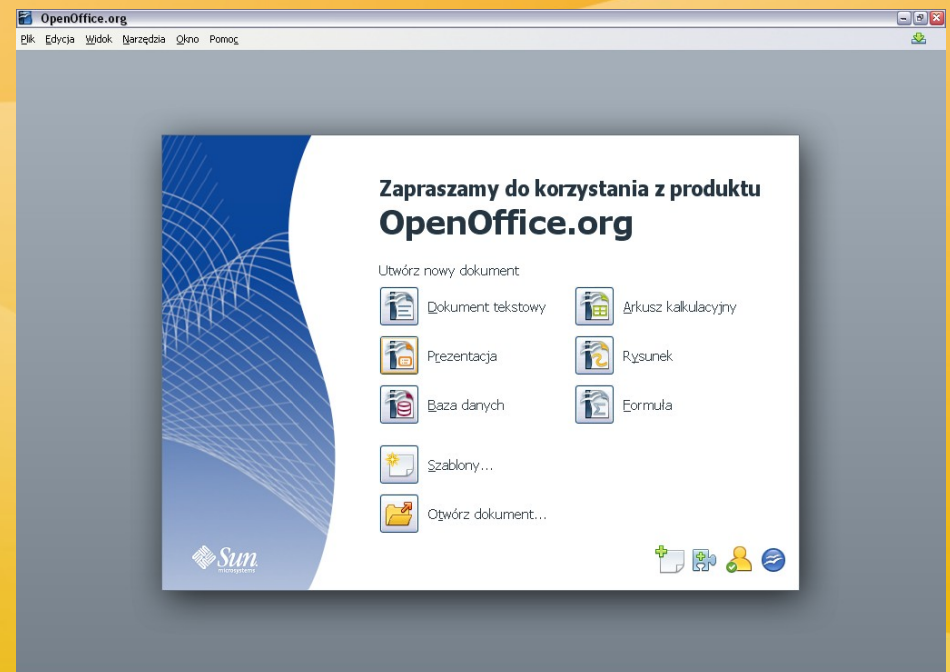 OpenOffice.org
Plik Edycja Widok Narzędzia Okno Pomoc
Zapraszamy do korzystania z produktu
OpenOffice.org
Utwórz nowy dokument
Dokument tekstowy Arkusz kalkulacyjny
Prezentacja Rysunek
Baza danych Formuła
Szablony...
Otwórz dokument...
Sun
microsystems